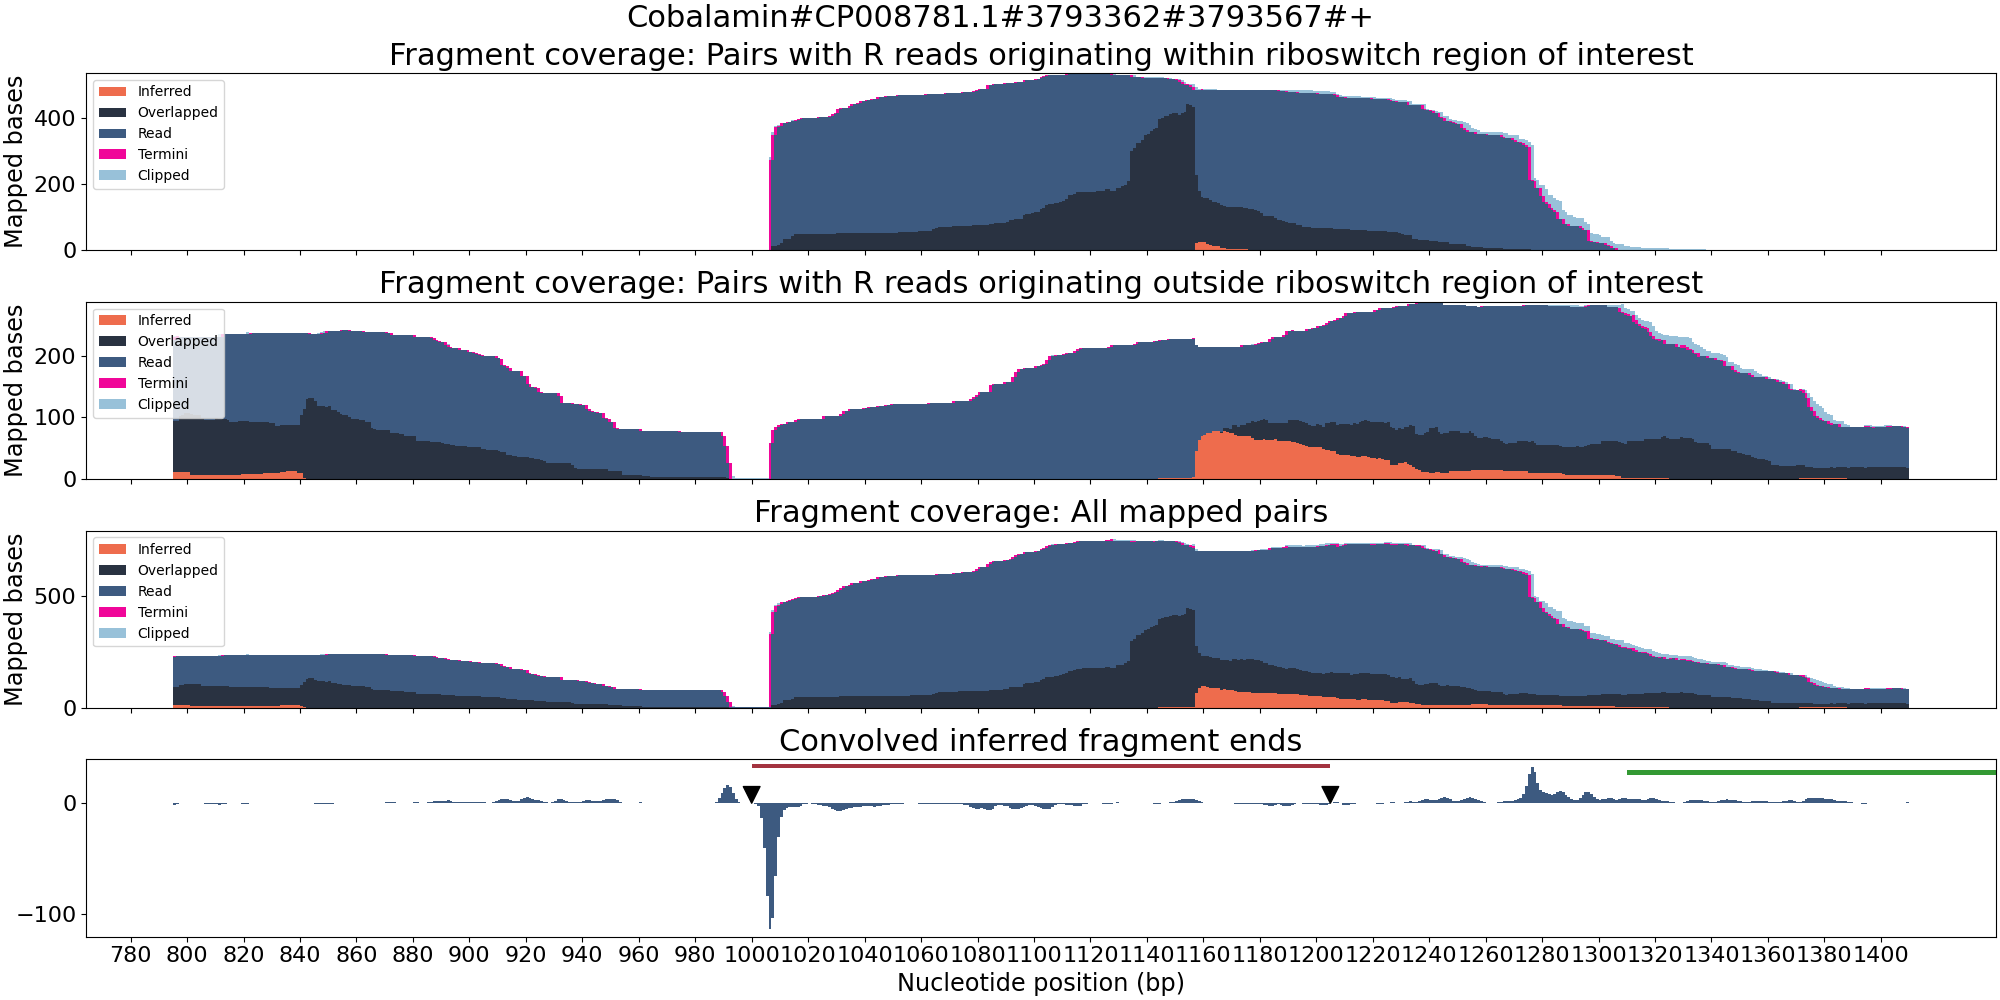 Cobalamin#CP008781.1#3793362#3793567#+
Fragment coverage: Pairs with R reads originating within riboswitch region of interest
Mapped bases
400
200
0
Inferred
Overlapped
Read
Termini
Clipped
Fragment coverage: Pairs with R reads originating outside riboswitch region of interest
Mapped bases
200
100
0
Inferred
Overlapped
Read
Termini
Clipped
Fragment coverage: All mapped pairs
Mapped bases
500
0
Inferred
Overlapped
Read
Termini
Clipped
Convolved inferred fragment ends
0
−100
780 800 820 840 860 880 900 920 940 960 980 1000 1020 1040 1060 1080 1100 1120 1140 1160 1180 1200 1220 1240 1260 1280 1300 1320 1340 1360 1380 1400
Nucleotide position (bp)